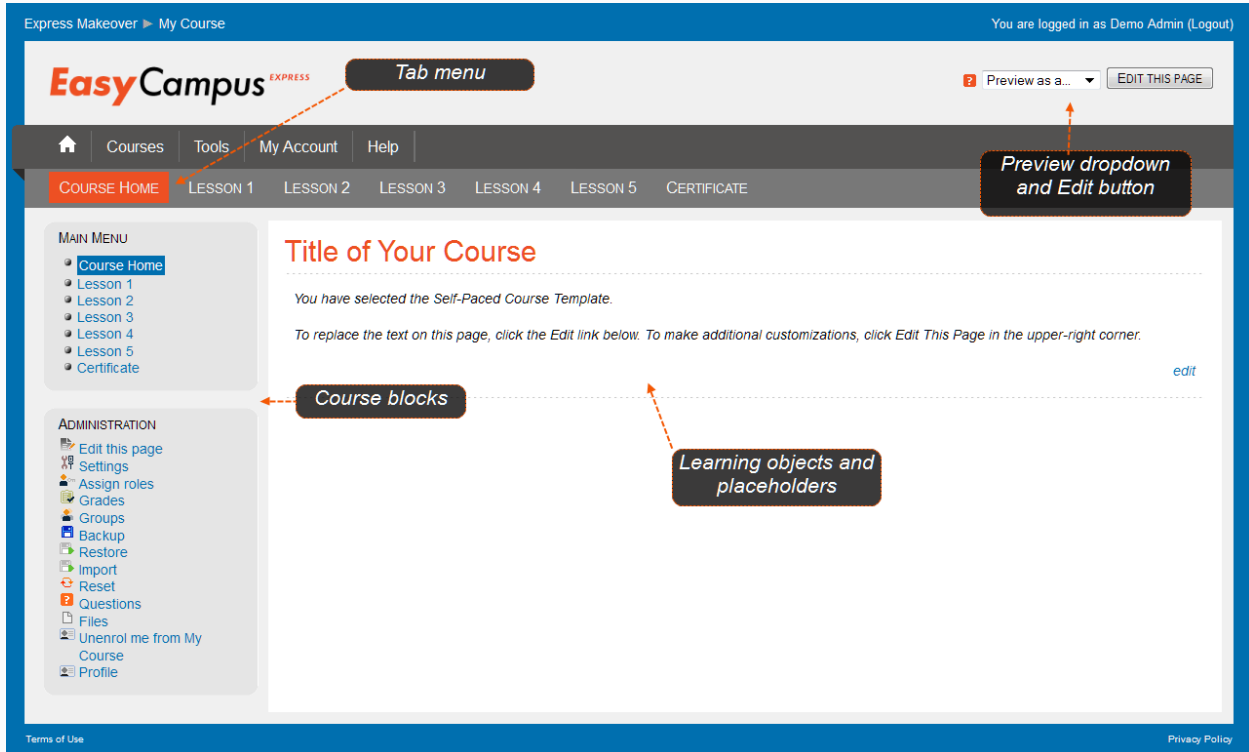 Express Makeover ► My Course
You are logged in as Demo Admin (Logout)
EasyCampus EXPRESS
Tab menu
? Preview as a... ▼ EDIT THIS PAGE
Courses Tools My Account Help
Preview dropdown
and Edit button
COURSE HOME LESSON 1 LESSON 2 LESSON 3 LESSON 4 LESSON 5 CERTIFICATE
MAIN MENU
Course Home
Lesson 1
Lesson 2
Lesson 3
Lesson 4
Lesson 5
Certificate
Title of Your Course
You have selected the Self-Paced Course Template.
To replace the text on this page, click the Edit link below. To make additional customizations, click Edit This Page in the upper-right corner.
edit
Course blocks
Learning objects and
placeholders
ADMINISTRATION
Edit this page
Settings
Assign roles
Grades
Groups
Backup
Restore
Import
Reset
? Questions
Files
Unenrol me from My
Course
Profile
Terms of Use
Privacy Policy